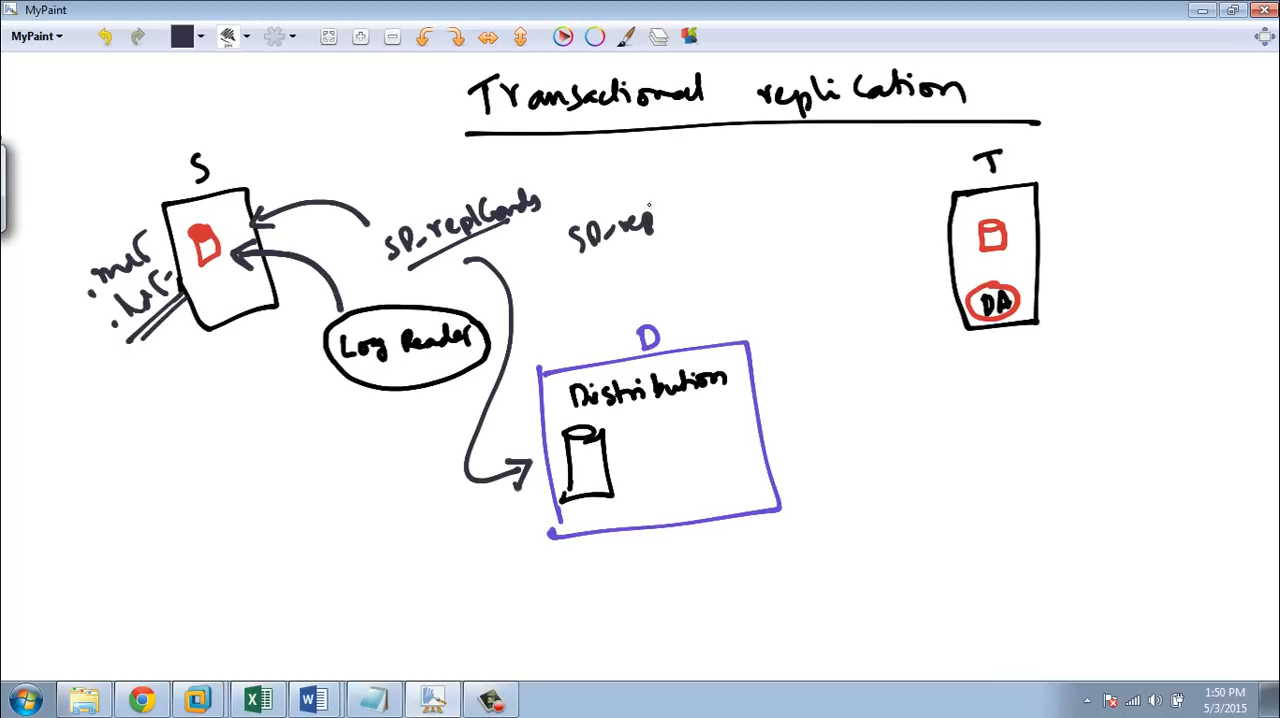 MyPaint
MyPaint
Transactional replication
S
T
SP_replCmds
SP_rep
.mdf
.ldf
DA
Log Reader
D
Distribution
1:50 PM
5/3/2015